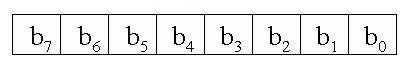 b₇ b₆ b₅ b₄ b₃ b₂ b₁ b₀